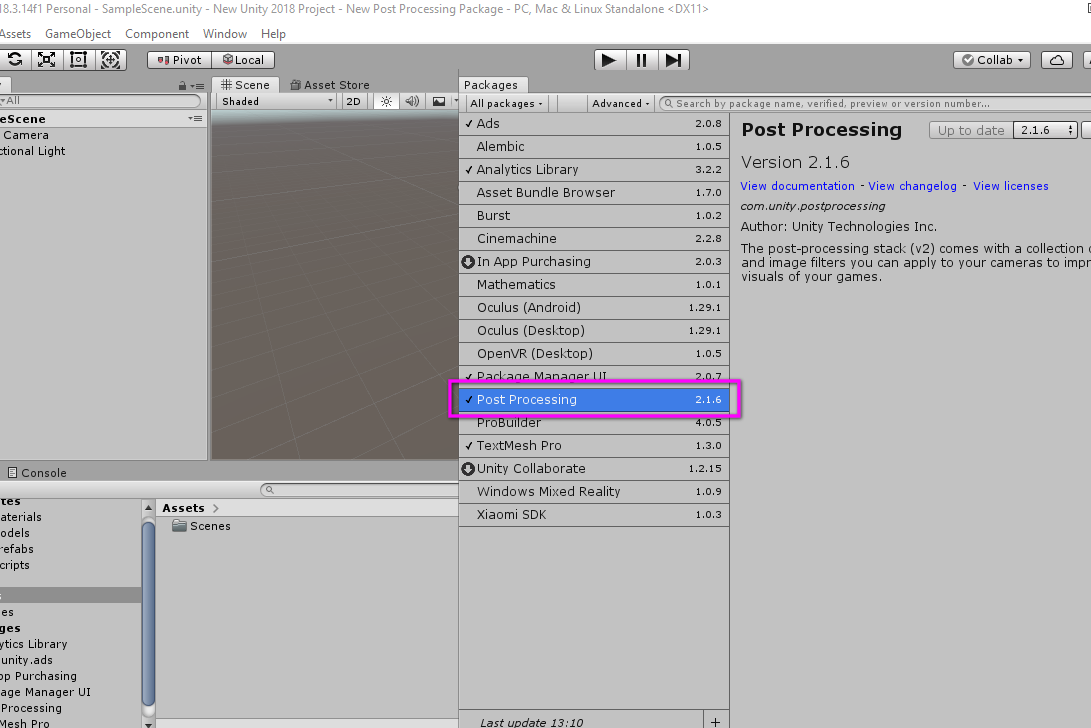 18.3.14f1 Personal - SampleScene.unity - New Unity 2018 Project - New Post Processing Package - PC, Mac & Linux Standalone <DX11>
Assets GameObject Component Window Help
Pivot Local Collab
Scene Asset Store Packages
All Shaded 2D All packages Advanced Search by package name, verified, preview or version number...
eScene
Camera
ctional Light
Ads 2.0.8
Alembic 1.0.5
Analytics Library 3.2.2
Asset Bundle Browser 1.7.0
Burst 1.0.2
Cinemachine 2.2.8
In App Purchasing 2.0.3
Mathematics 1.0.1
Oculus (Android) 1.29.1
Oculus (Desktop) 1.29.1
OpenVR (Desktop) 1.0.5
Package Manager UI 2.0.7
Post Processing 2.1.6
ProBuilder 4.0.5
TextMesh Pro 1.3.0
Unity Collaborate 1.2.15
Windows Mixed Reality 1.0.9
Xiaomi SDK 1.0.3
Last update 13:10 +
Post Processing Up to date 2.1.6
Version 2.1.6
View documentation - View changelog - View licenses
com.unity.postprocessing
Author: Unity Technologies Inc.
The post-processing stack (v2) comes with a collection
and image filters you can apply to your cameras to impr
visuals of your games.
Console
tes
aterials
odels
refabs
cripts
s
es
ges
ytics Library
unity.ads
pp Purchasing
age Manager UI
Processing
Mesh Pro
Assets
Scenes